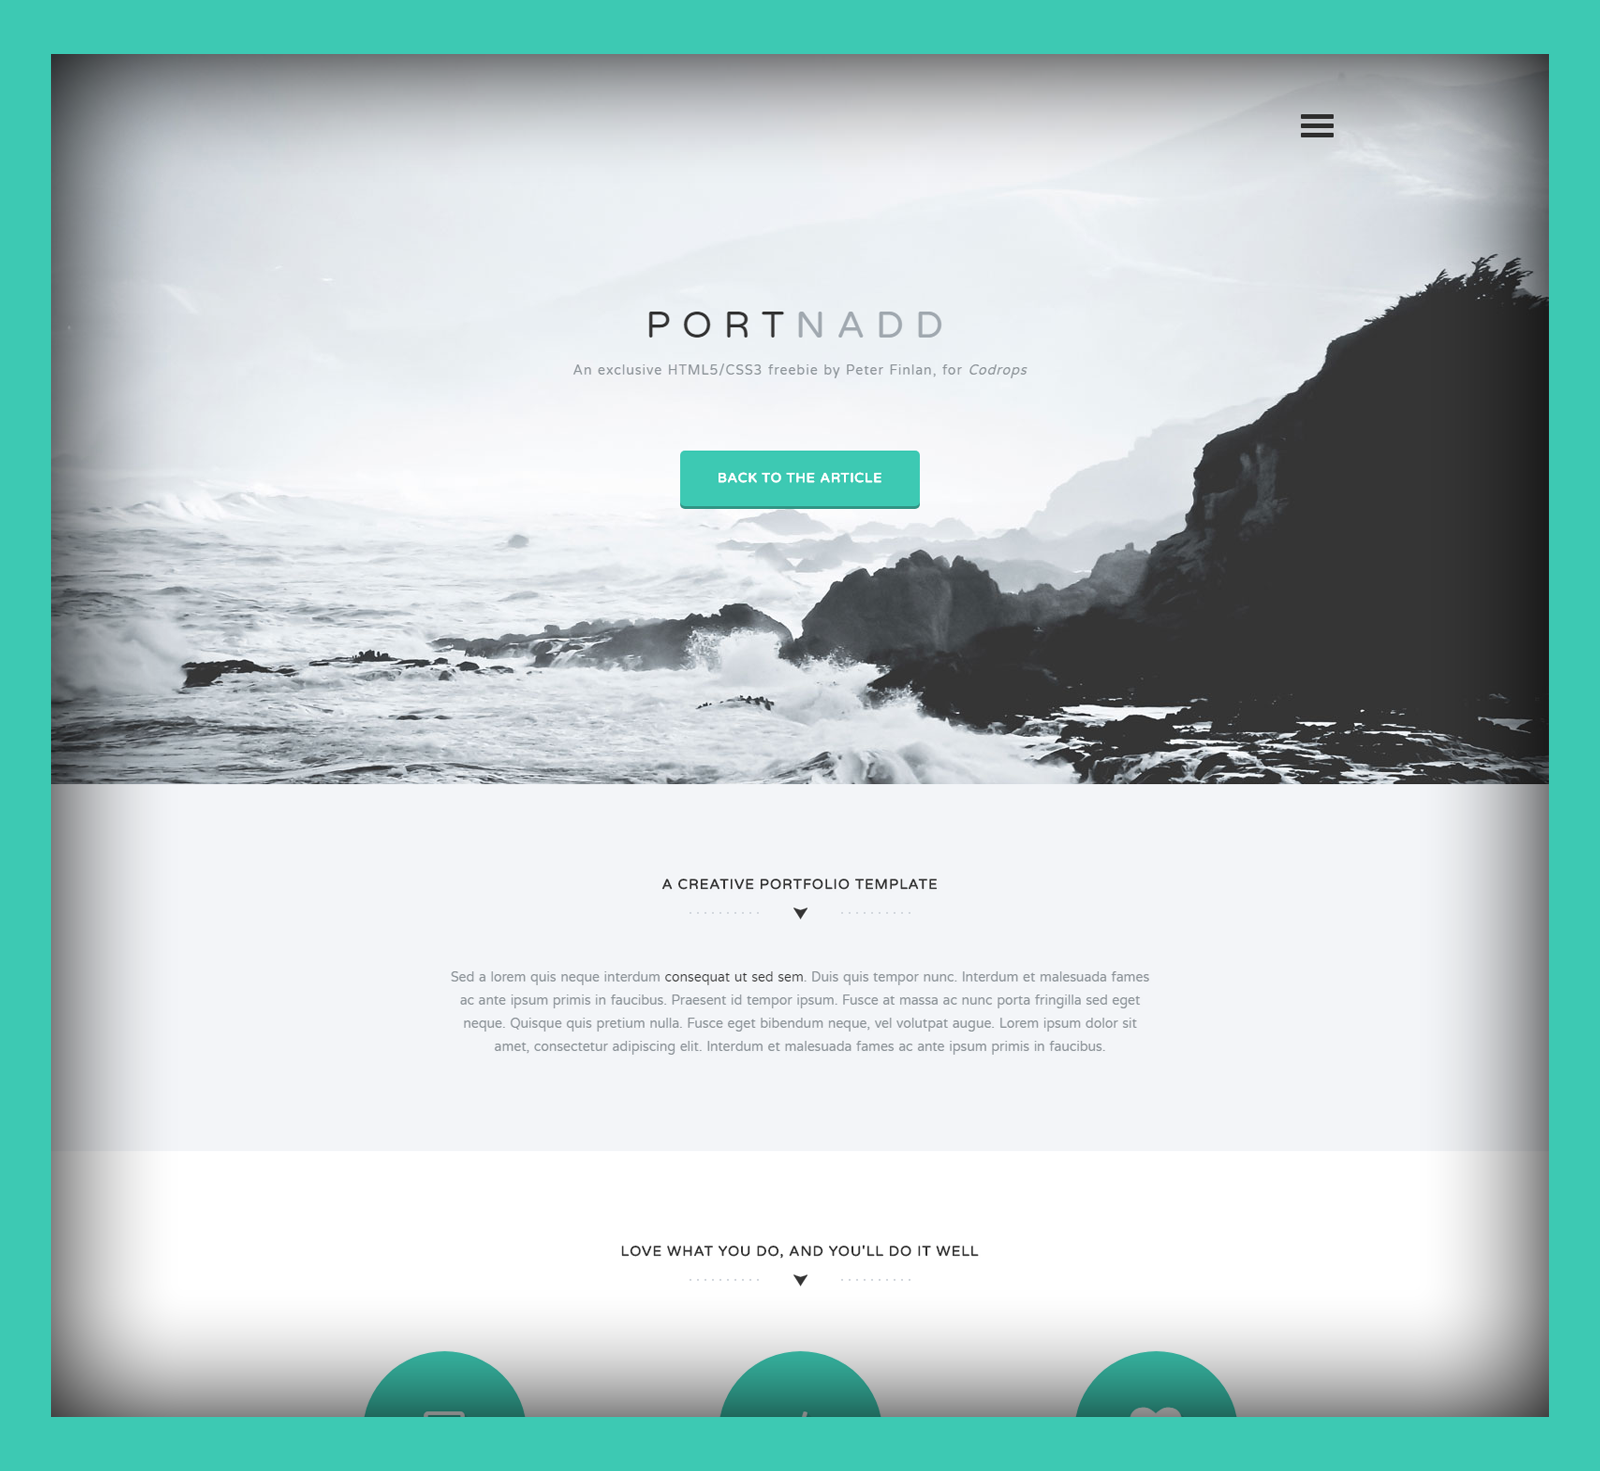 PORTNADD
An exclusive HTML5/CSS3 freebie by Peter Finlan, for Codrops
BACK TO THE ARTICLE
A CREATIVE PORTFOLIO TEMPLATE
Sed a lorem quis neque interdum consequat ut sed sem. Duis quis tempor nunc. Interdum et malesuada fames
ac ante ipsum primis in faucibus. Praesent id tempor ipsum. Fusce at massa ac nunc porta fringilla sed eget
neque. Quisque quis pretium nulla. Fusce eget bibendum neque, vel volutpat augue. Lorem ipsum dolor sit
amet, consectetur adipiscing elit. Interdum et malesuada fames ac ante ipsum primis in faucibus.
LOVE WHAT YOU DO, AND YOU'LL DO IT WELL